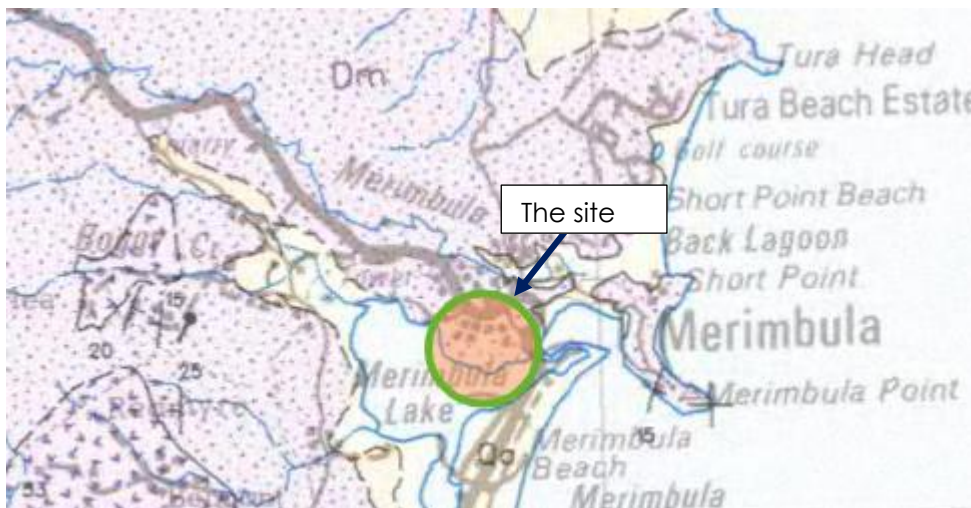 Tura Head
Dm
Tura Beach Estate
Golf course
Merimbula
The site
Short Point Beach
Back Lagoon
Short Point
15
Merimbula
20
25
Merimbula
Lake
Merimbula Point
15
Qa
Merimbula
Beach
Merimbula